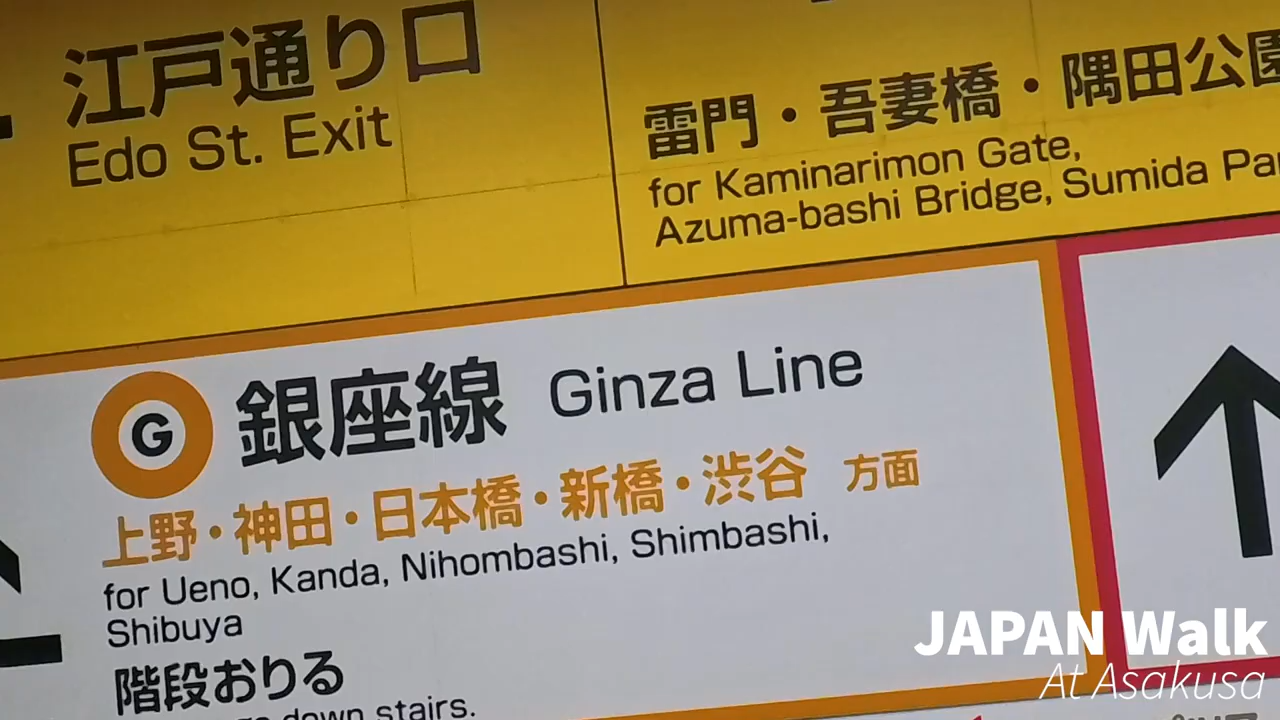 江戸通り口
Edo St. Exit
雷門・吾妻橋・隅田公園
for Kaminarimon Gate,
Azuma-bashi Bridge, Sumida
G 銀座線 Ginza Line
上野・神田・日本橋・新橋・渋谷 方面
for Ueno, Kanda, Nihombashi, Shimbashi,
Shibuya
階段おりる
down stairs.
JAPAN Walk
At Asakusa